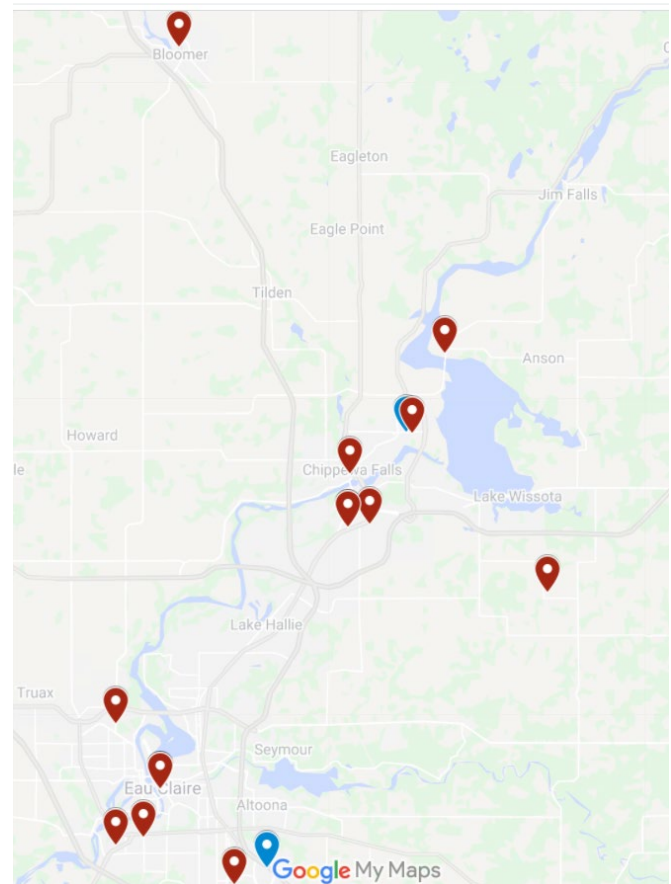 Bloomer
Eagleton
Jim Falls
Eagle Point
Tilden
Anson
Howard
Chippewa Falls
le
Lake Wissota
Lake Hallie
Truax
Seymour
Eau Claire
Altoona
Google My Maps